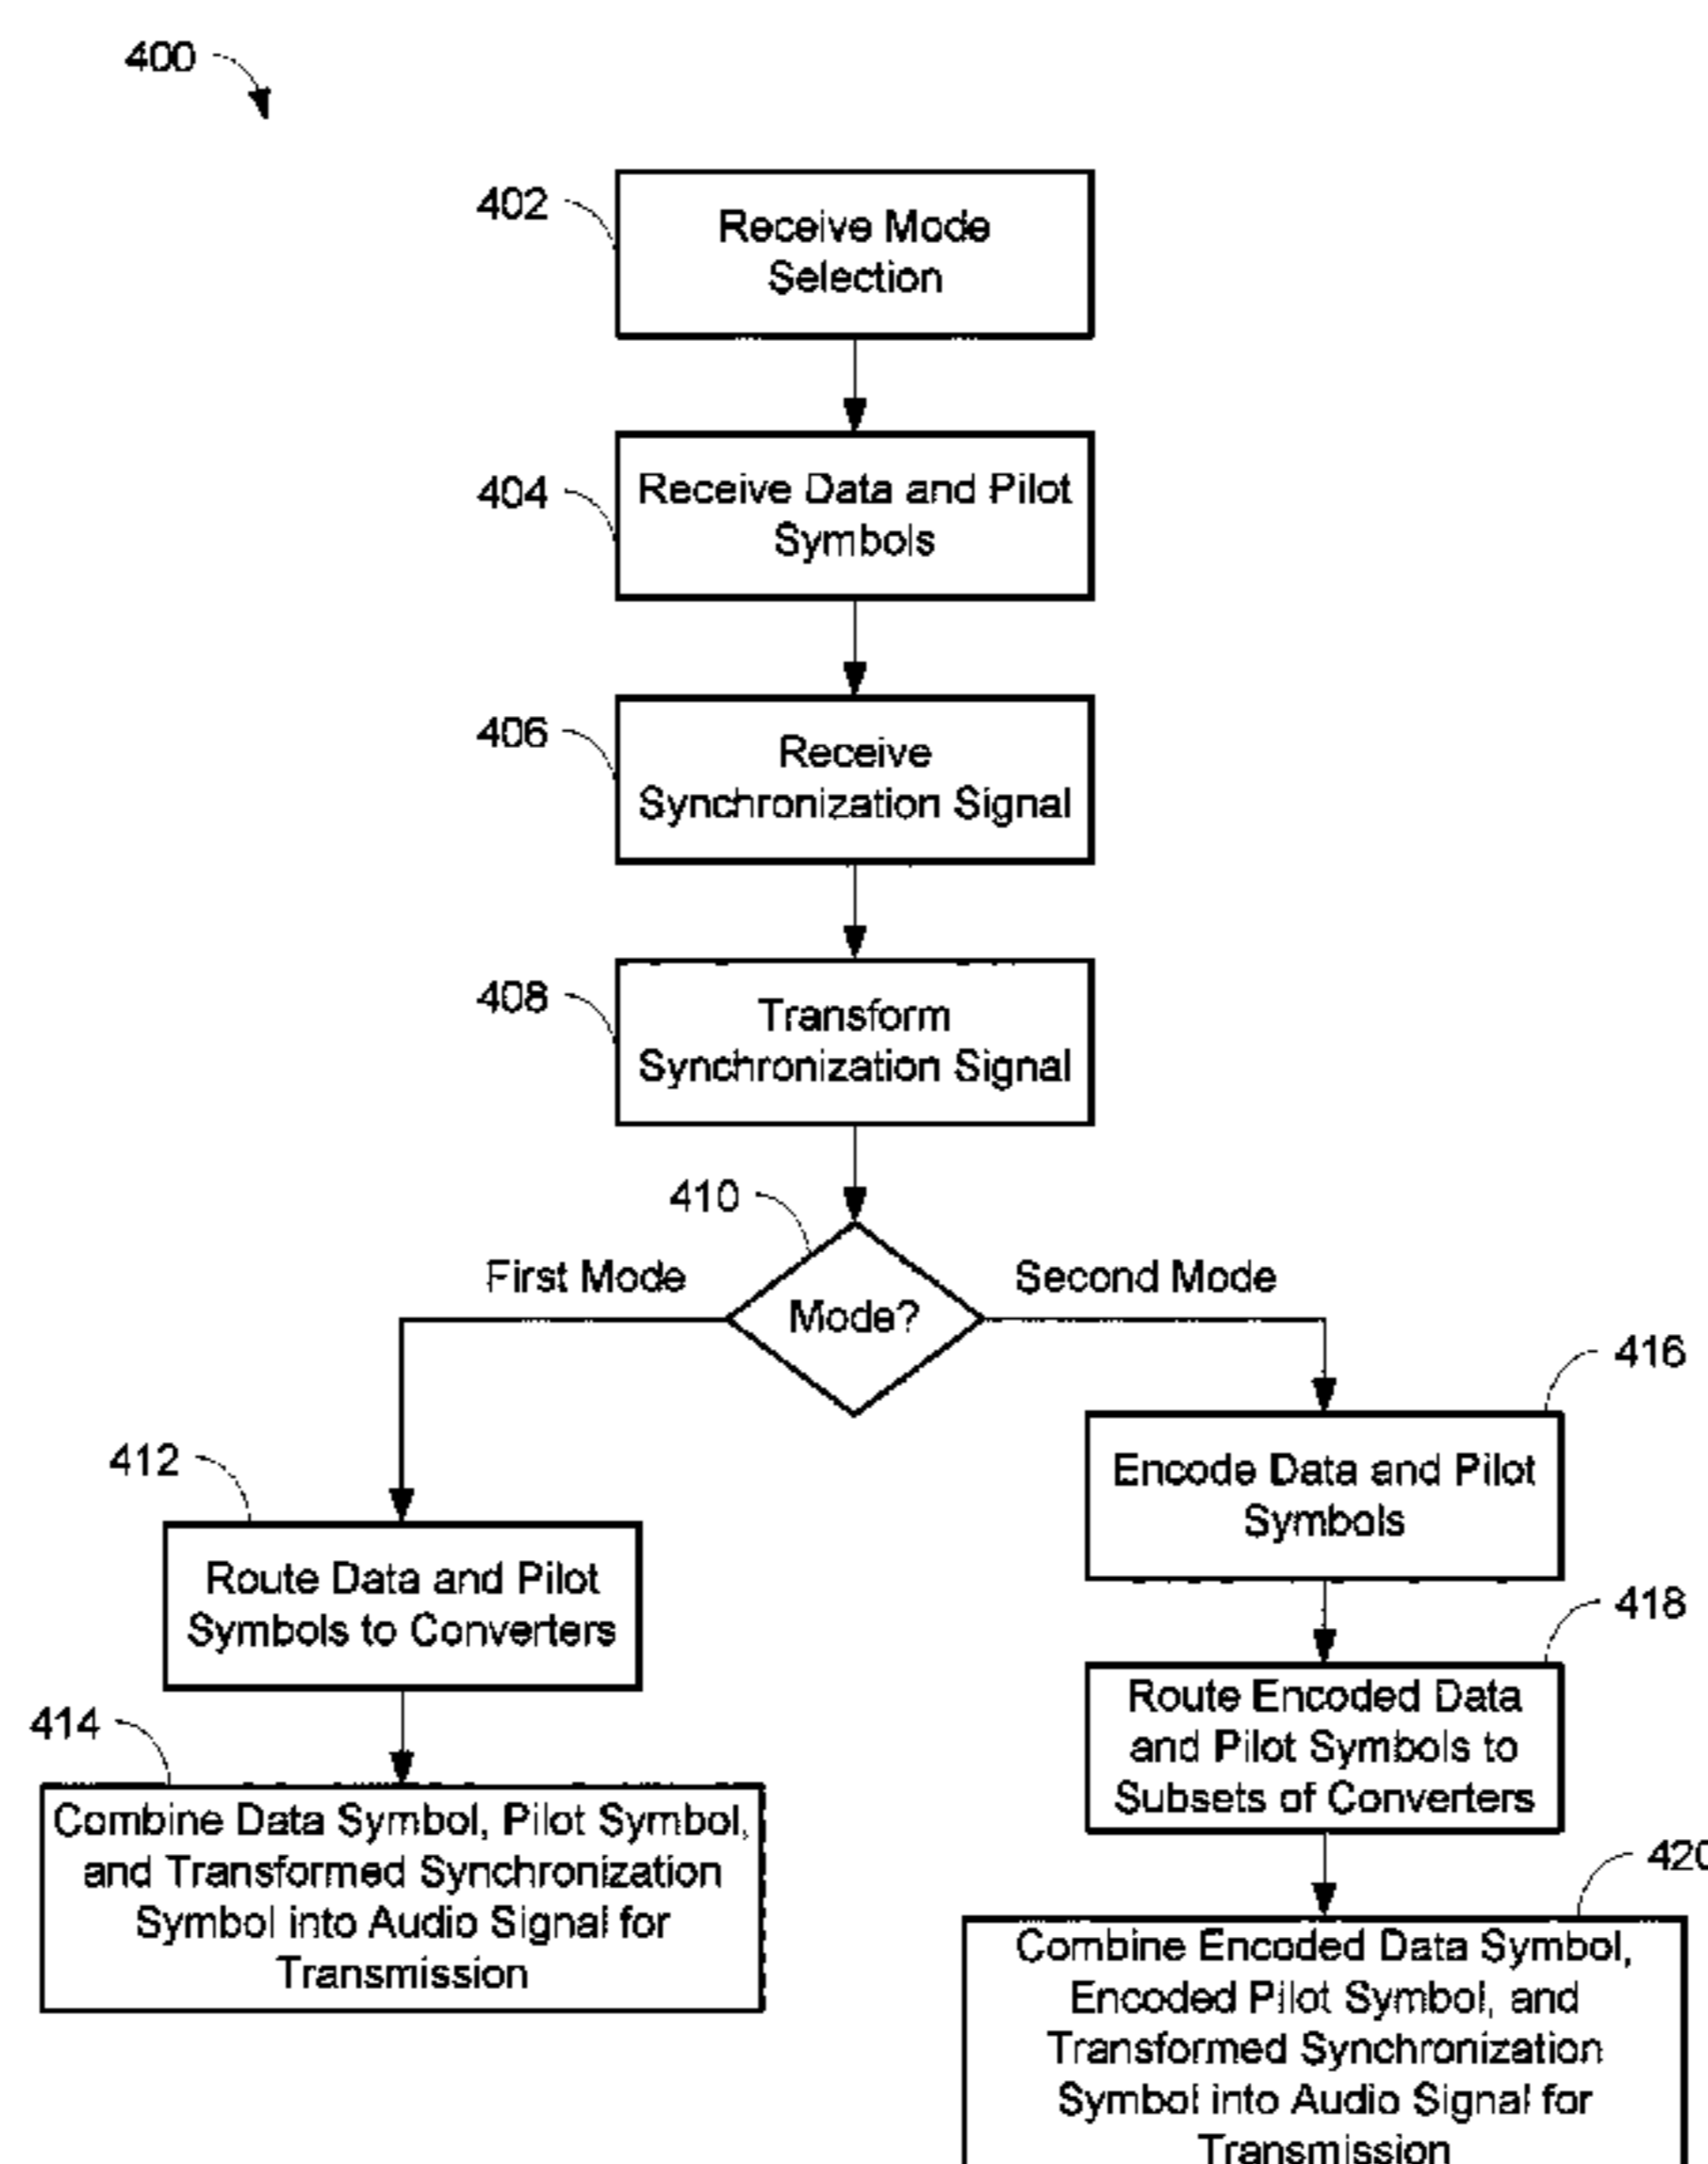 400
402
Receive Mode
Selection
404
Receive Data and Pilot
Symbols
406
Receive
Synchronization Signal
408
Transform
Synchronization Signal
410
First Mode
Mode?
Second Mode
412
Route Data and Pilot
Symbols to Converters
414
Combine Data Symbol, Pilot Symbol,
and Transformed Synchronization
Symbol into Audio Signal for
Transmission
416
Encode Data and Pilot
Symbols
418
Route Encoded Data
and Pilot Symbols to
Subsets of Converters
420
Combine Encoded Data Symbol,
Encoded Pilot Symbol, and
Transformed Synchronization
Symbol into Audio Signal for
Transmission